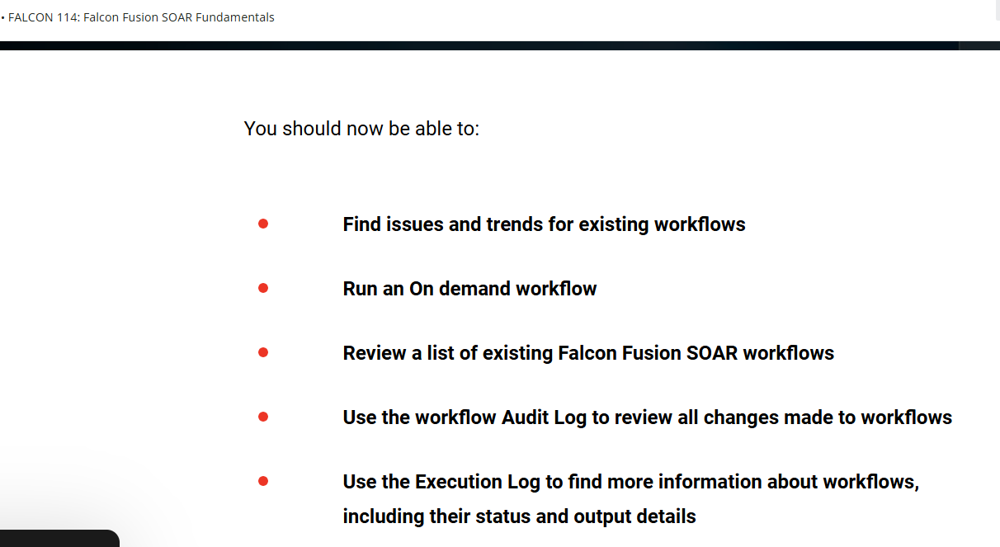 • FALCON 114: Falcon Fusion SOAR Fundamentals
You should now be able to:
Find issues and trends for existing workflows
Run an On demand workflow
Review a list of existing Falcon Fusion SOAR workflows
Use the workflow Audit Log to review all changes made to workflows
Use the Execution Log to find more information about workflows,
including their status and output details